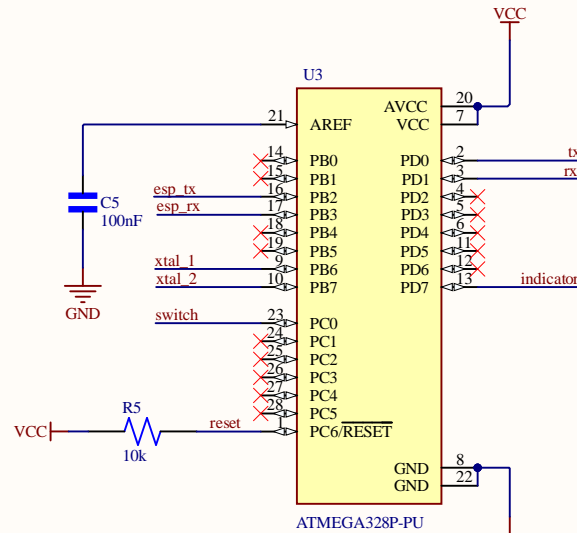 VCC
U3
21 AREF
AVCC 20
VCC 7
14 PB0
PD0 2 tx
15 PB1
PD1 3 rx
esp_tx 16 PB2
PD2 4
esp_rx 17 PB3
PD3 5
18 PB4
PD4 6
19 PB5
PD5 11
xtal_1 9 PB6
PD6 12
xtal_2 10 PB7
PD7 13 indicator
C5
100nF
GND
switch 23 PC0
24 PC1
25 PC2
26 PC3
27 PC4
28 PC5
R5
VCC
10k
reset 1 PC6/RESET
GND 8
GND 22
ATMEGA328P-PU